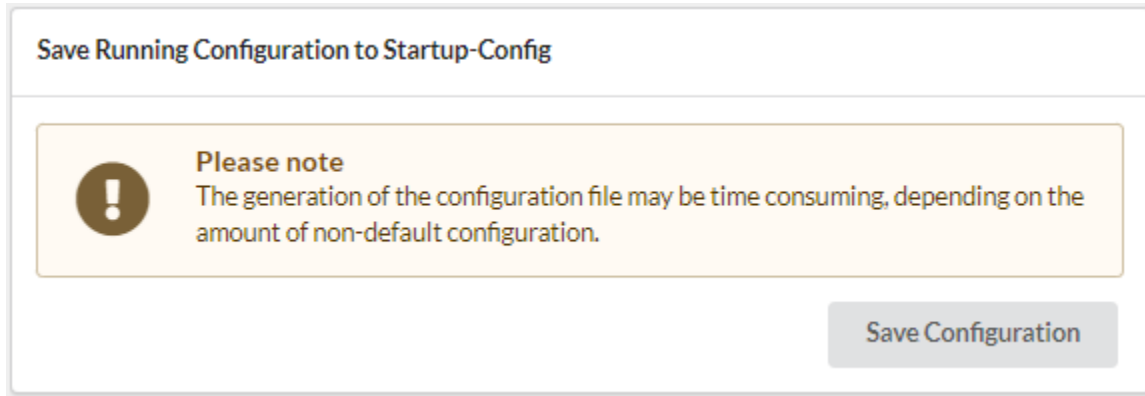 Save Running Configuration to Startup-Config
Please note
The generation of the configuration file may be time consuming, depending on the
amount of non-default configuration.
Save Configuration